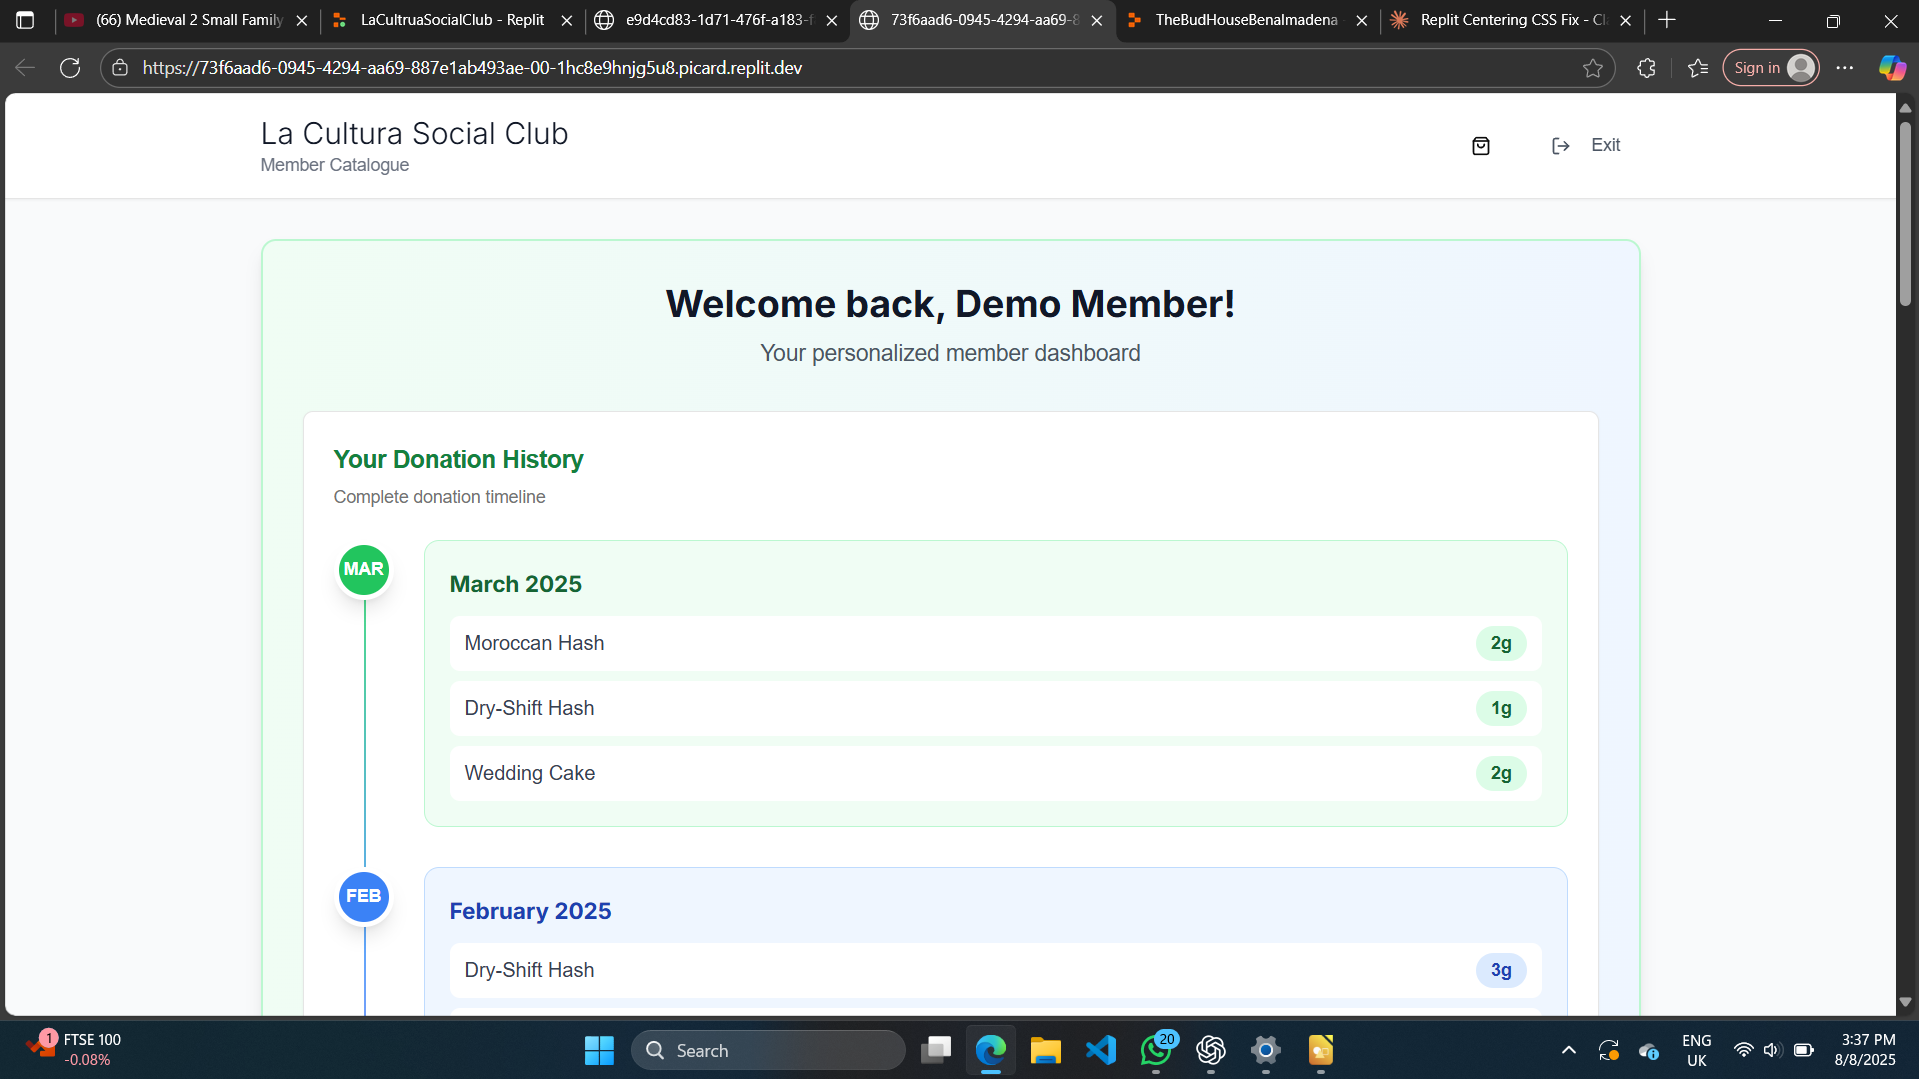 (66) Medieval 2 Small Family
LaCultruaSocialClub - Replit
e9d4cd83-1d71-476f-a183-f
73f6aad6-0945-4294-aa69-8
TheBudHouseBenalmadena
Replit Centering CSS Fix - Cl
https://73f6aad6-0945-4294-aa69-887e1ab493ae-00-1hc8e9hnjg5u8.picard.replit.dev
Sign in
La Cultura Social Club
Member Catalogue
Exit
Welcome back, Demo Member!
Your personalized member dashboard
Your Donation History
Complete donation timeline
MAR
March 2025
Moroccan Hash 2g
Dry-Shift Hash 1g
Wedding Cake 2g
FEB
February 2025
Dry-Shift Hash 3g
1
FTSE 100
-0.08%
Search
20
ENG
UK
3:37 PM
8/8/2025